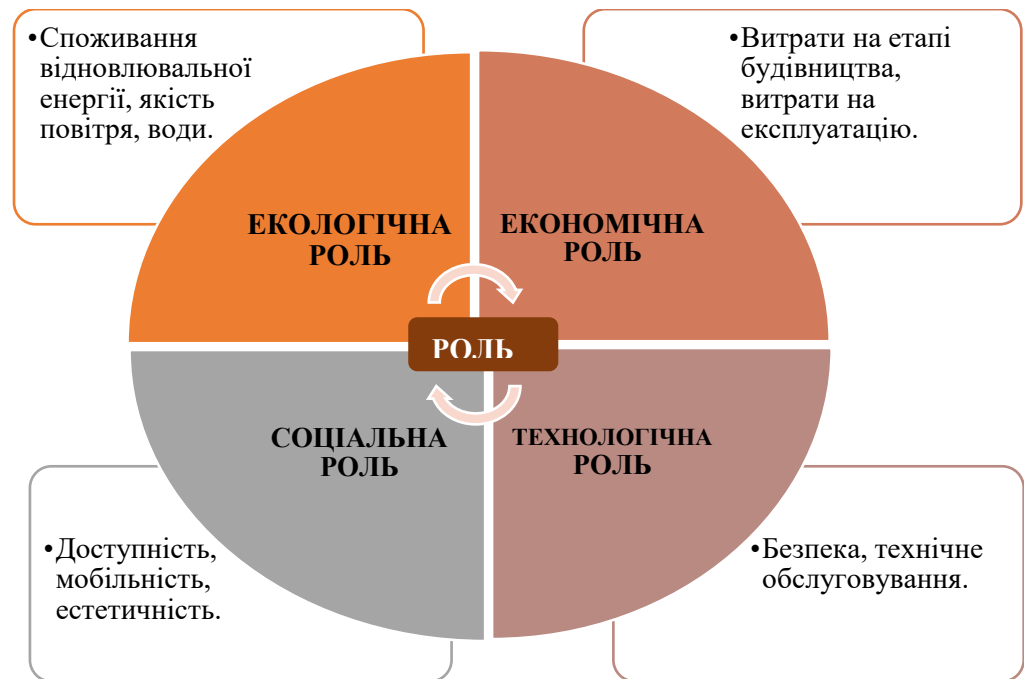 •Споживання
відновлювальної
енергії, якість
повітря, води.
•Витрати на етапі
будівництва,
витрати на
експлуатацію.
ЕКОЛОГІЧНА
РОЛЬ
ЕКОНОМІЧНА
РОЛЬ
РОЛЬ
СОЦІАЛЬНА
РОЛЬ
ТЕХНОЛОГІЧНА
РОЛЬ
•Доступність,
мобільність,
естетичність.
•Безпека, технічне
обслуговування.